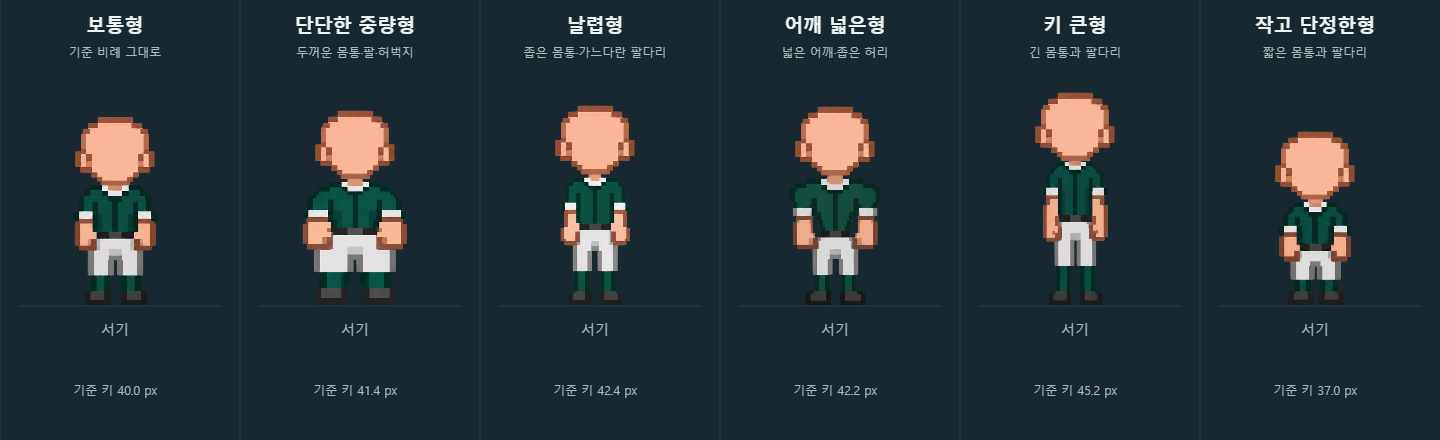 보통형
기준 비례 그대로
서기
기준 키 40.0 px
단단한 중량형
두꺼운 몸통·팔·허벅지
서기
기준 키 41.4 px
날렵형
좁은 몸통·가느다란 팔다리
서기
기준 키 42.4 px
어깨 넓은형
넓은 어깨·좁은 허리
서기
기준 키 42.2 px
키 큰형
긴 몸통과 팔다리
서기
기준 키 45.2 px
작고 단정한형
짧은 몸통과 팔다리
서기
기준 키 37.0 px